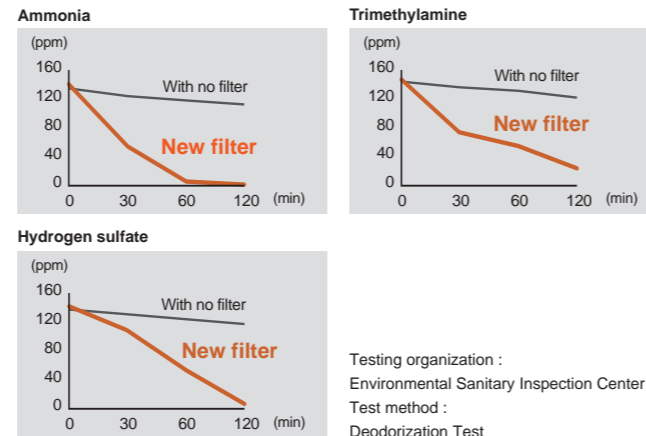 Ammonia
(ppm)
160
120
80
40
0
With no filter
New filter
0 30 60 120 (min)
Trimethylamine
(ppm)
160
120
80
40
0
With no filter
New filter
0 30 60 120 (min)
Hydrogen sulfate
(ppm)
160
120
80
40
0
With no filter
New filter
0 30 60 120 (min)
Testing organization :
Environmental Sanitary Inspection Center
Test method :
Deodorization Test